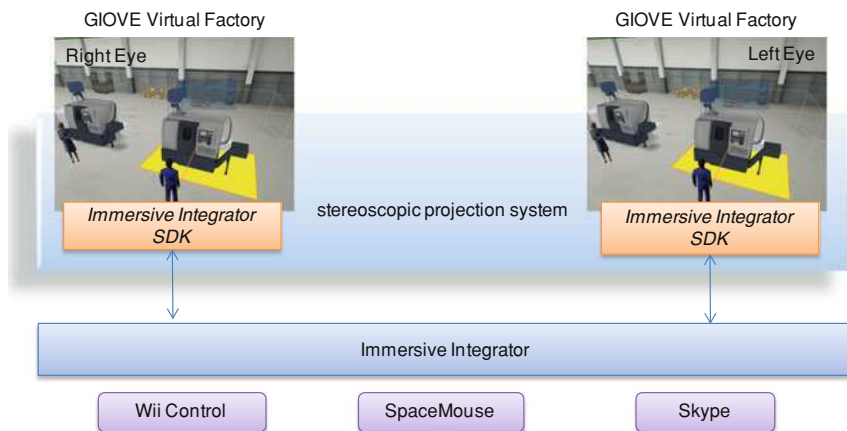 GIOVE Virtual Factory
GIOVE Virtual Factory
Right Eye
Left Eye
stereoscopic projection system
Immersive Integrator
SDK
Immersive Integrator
SDK
Immersive Integrator
Wii Control
SpaceMouse
Skype